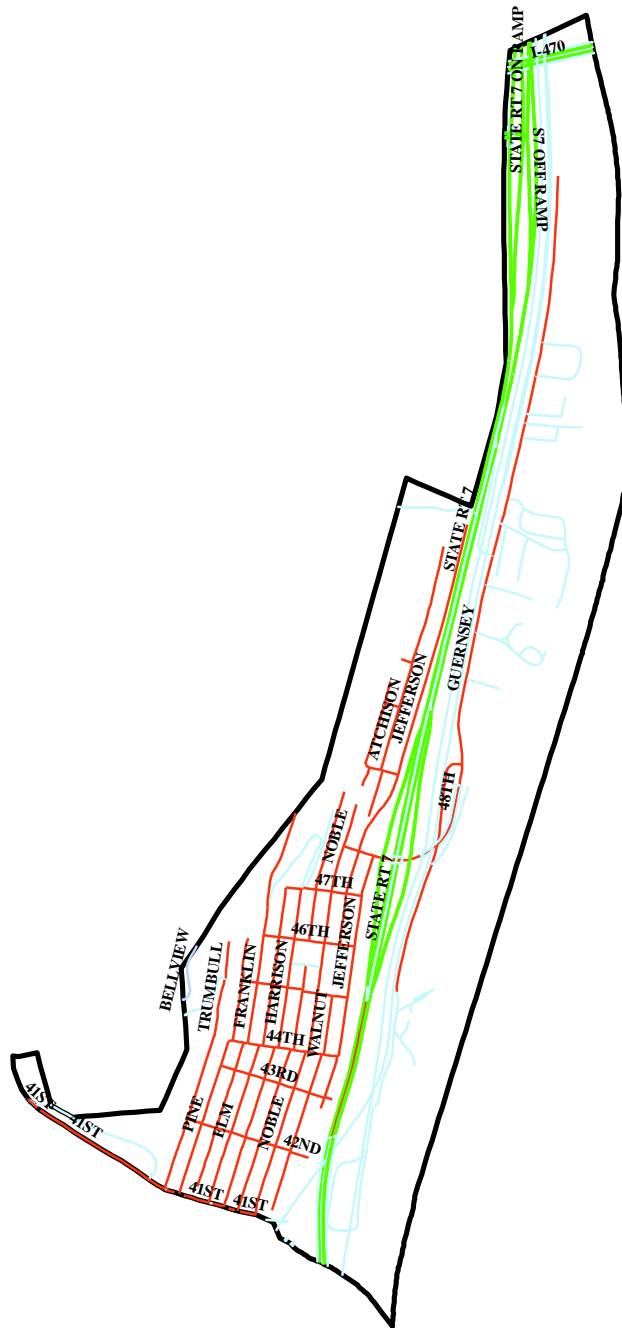 I-470
STATE RT 7 ON RAMP
S7 OFF RAMP
STATE RT 7
GUERNSEY
ATCHISON
JEFFERSON
48TH
NOBLE
47TH
STATE RT 7
46TH
JEFFERSON
BELLVIEW
TRUMBULL
FRANKLIN
HARRISON
WALNUT
44TH
43RD
41ST
41ST
PINE
ELM
NOBLE
42ND
41ST
41ST